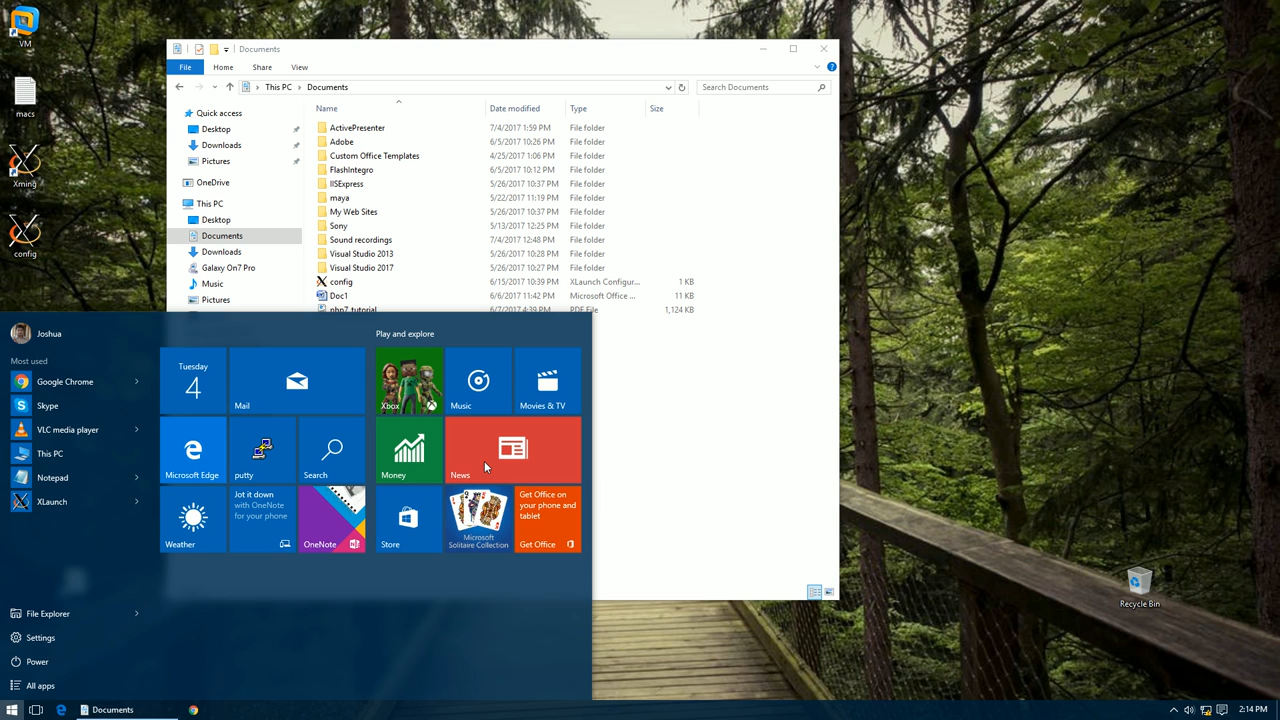 .VM
macs
Xming
config
Documents
File
Home
Share
View
This PC
Documents
Search Documents
Quick access
Desktop
Downloads
Pictures
OneDrive
This PC
Desktop
Documents
Downloads
Galaxy On7 Pro
Music
Pictures
Name Date modified Type Size
ActivePresenter 7/4/2017 1:59 PM File folder
Adobe 6/5/2017 10:26 PM File folder
Custom Office Templates 4/25/2017 1:06 PM File folder
FlashIntegro 6/5/2017 10:12 PM File folder
IISExpress 5/26/2017 10:37 PM File folder
maya 5/22/2017 11:19 PM File folder
My Web Sites 5/26/2017 10:37 PM File folder
Sony 5/13/2017 12:25 PM File folder
Sound recordings 7/4/2017 12:48 PM File folder
Visual Studio 2013 5/26/2017 10:28 PM File folder
Visual Studio 2017 5/26/2017 10:27 PM File folder
config 6/15/2017 10:39 PM XLaunch Configur... 1 KB
Doc1 6/6/2017 11:42 PM Microsoft Office ... 11 KB
php7_tutorial 6/7/2017 4:39 PM PDF File 1,124 KB
Joshua
Most used
Google Chrome
Skype
VLC media player
This PC
Notepad
XLaunch
File Explorer
Settings
Power
All apps
Tuesday
4
Mail
Microsoft Edge
putty
Search
Weather
Jot it down
with OneNote
for your phone
OneNote
Play and explore
Xbox
Music
Movies & TV
Money
News
Store
Microsoft
Solitaire Collection
Get Office on
your phone and
tablet
Get Office
Recycle Bin
Documents
2:14 PM